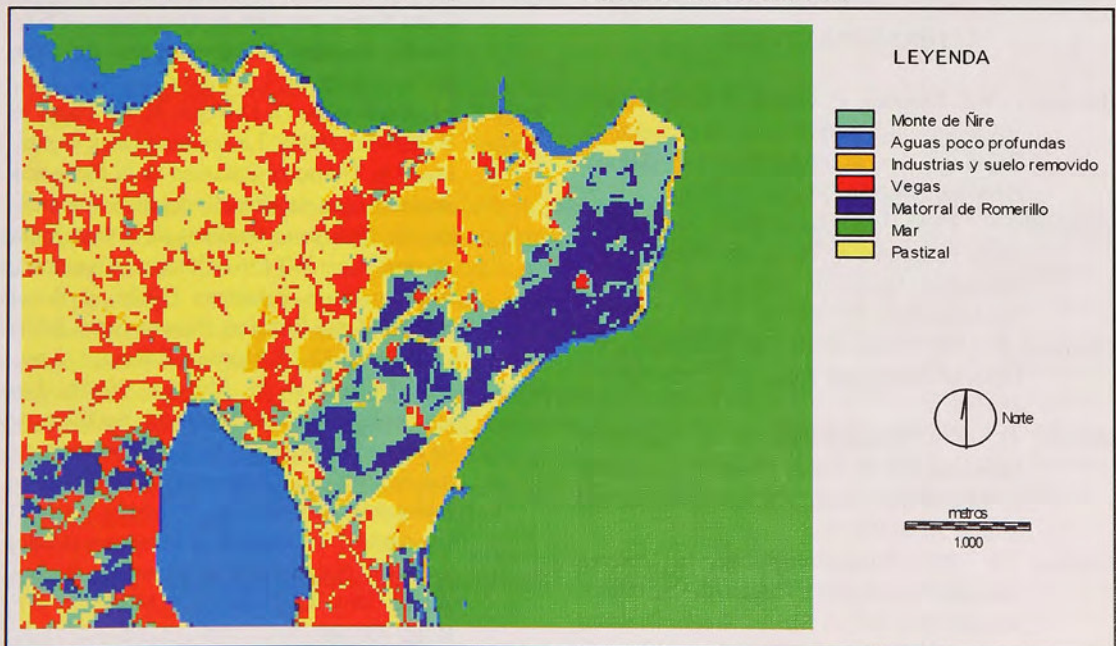 LEYENDA
Monte de Ñire
Aguas poco profundas
Industrias y suelo removido
Vegas
Matorral de Romerillo
Mar
Pastizal
Norte
metros
1.000